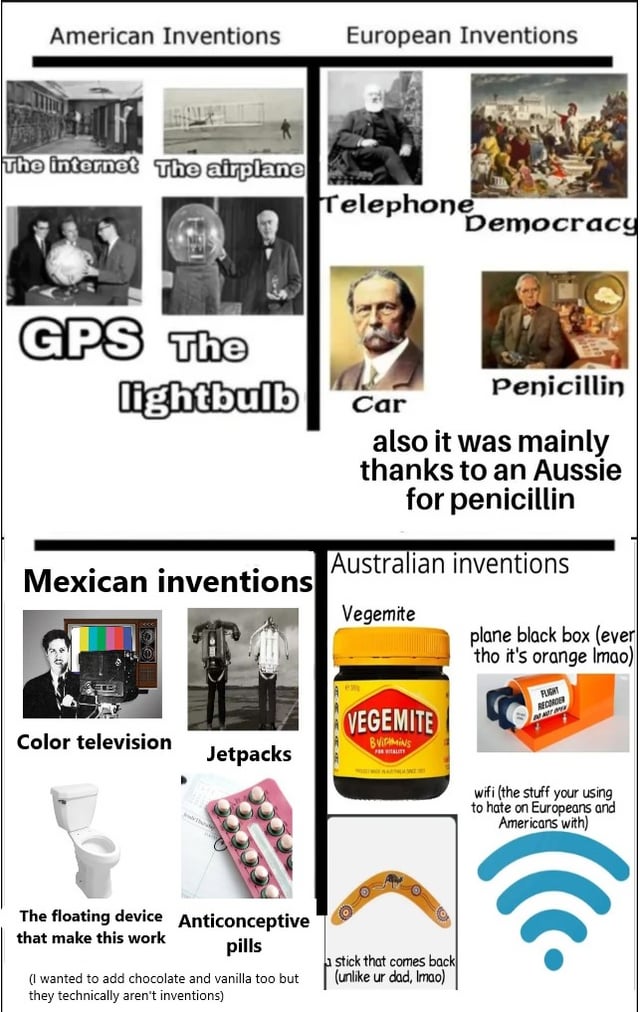 American Inventions
European Inventions
The internet
The airplane
Telephone
Democracy
GPS
The
lightbulb
Car
Penicillin
also it was mainly
thanks to an Aussie
for penicillin
Mexican inventions
Color television
Jetpacks
The floating device
that make this work
Anticonceptive
pills
(I wanted to add chocolate and vanilla too but
they technically aren't inventions)
Australian inventions
Vegemite
VEGEMITE
B VITAMINS
FOR VITALITY
plane black box (ever
tho it's orange lmao)
FLIGHT
RECORDER
DO NOT OPEN
wifi (the stuff your using
to hate on Europeans and
Americans with)
a stick that comes back
(unlike ur dad, lmao)